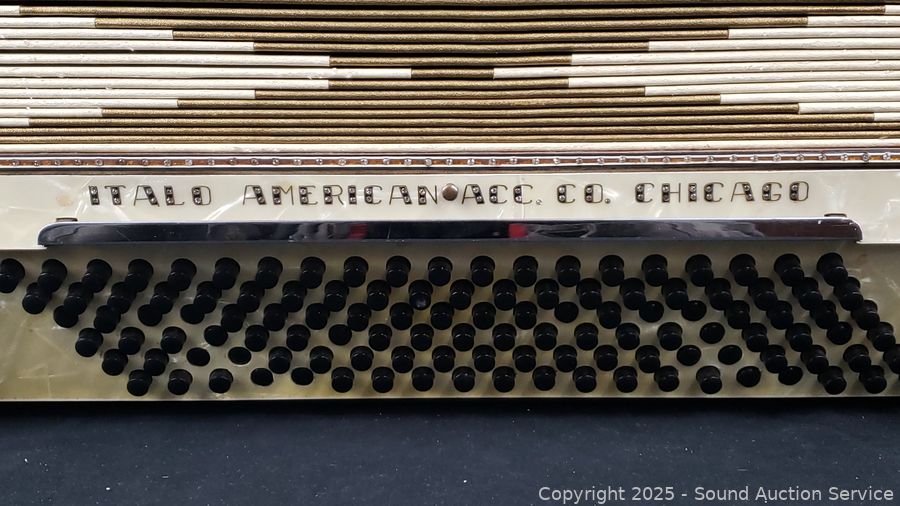 ITALO AMERICAN ACC. CO. CHICAGO
Copyright 2025 - Sound Auction Service